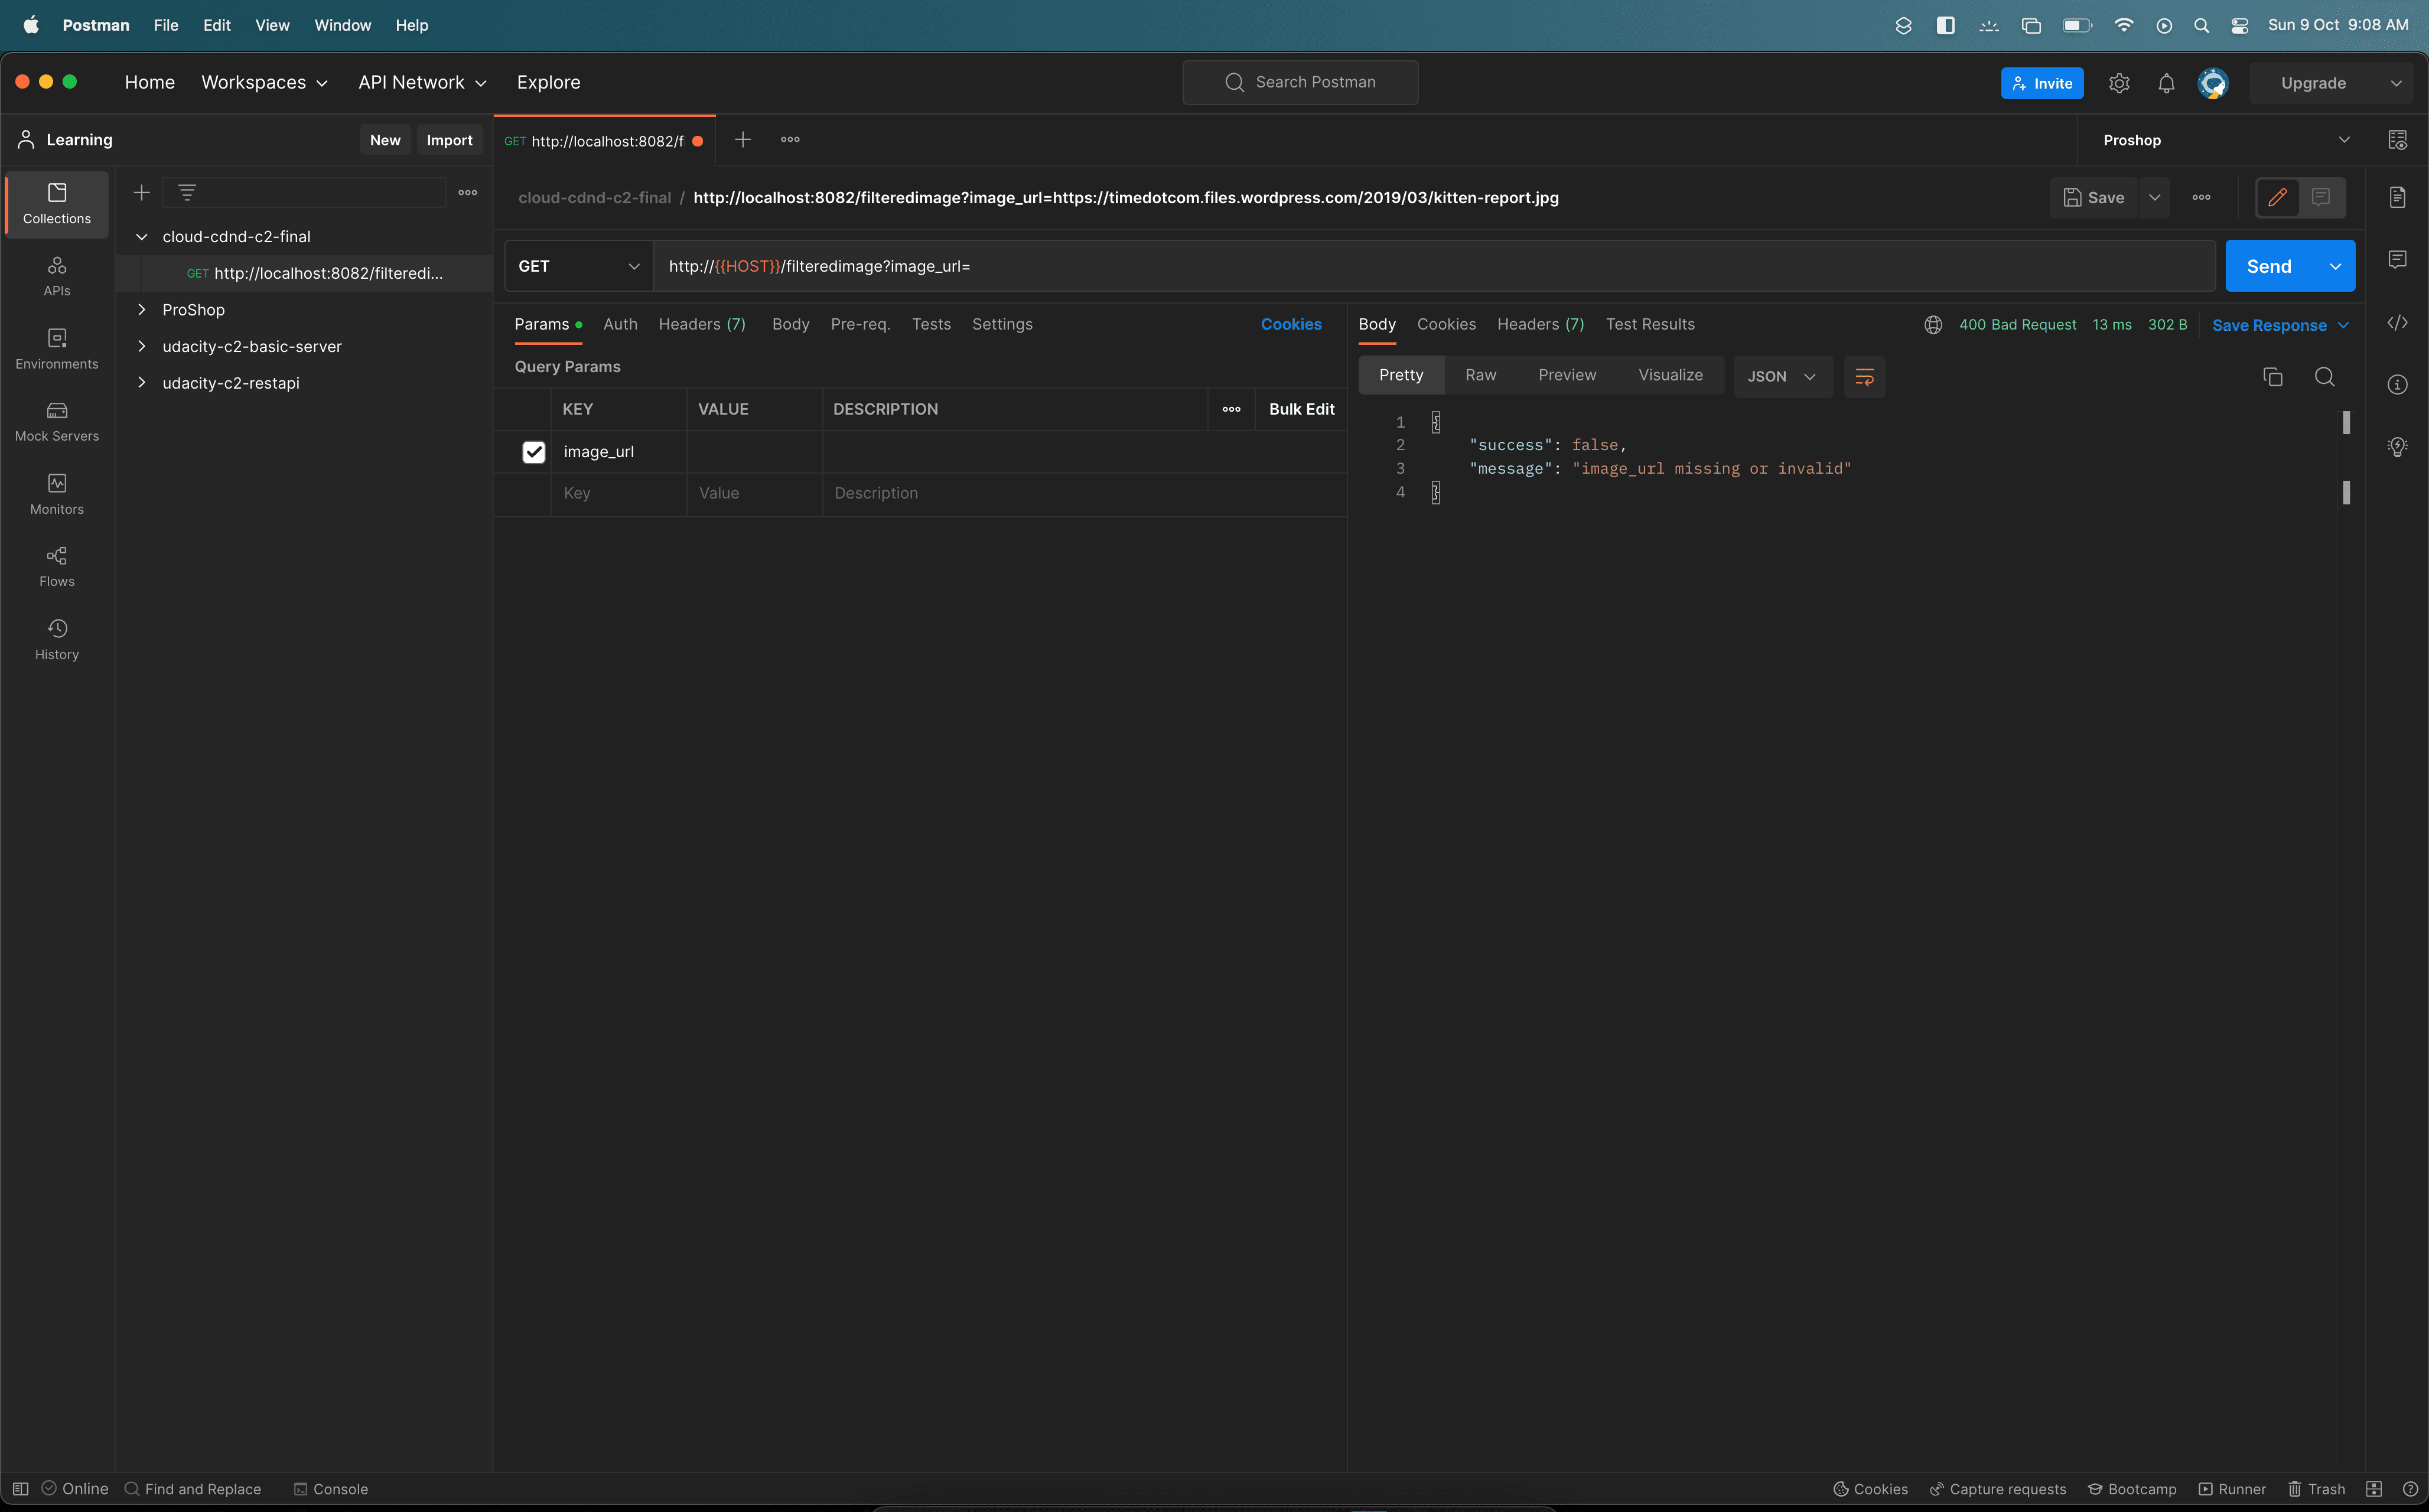 Postman File Edit View Window Help Sun 9 Oct 9:08 AM
Home Workspaces API Network Explore Search Postman Invite Upgrade
Learning New Import GET http://localhost:8082/fi Proshop
cloud-cdnd-c2-final / http://localhost:8082/filteredimage?image_url=https://timedotcom.files.wordpress.com/2019/03/kitten-report.jpg Save
Collections
APIs
Environments
Mock Servers
Monitors
Flows
History
cloud-cdnd-c2-final
GET http://localhost:8082/filteredi...
ProShop
udacity-c2-basic-server
udacity-c2-restapi
GET http://{{HOST}}/filteredimage?image_url= Send
Params Auth Headers (7) Body Pre-req. Tests Settings Cookies
Query Params
KEY VALUE DESCRIPTION Bulk Edit
image_url
Key Value Description
Body Cookies Headers (7) Test Results 400 Bad Request 13 ms 302 B Save Response
Pretty Raw Preview Visualize JSON
1 {
2 "success": false,
3 "message": "image_url missing or invalid"
4 }
Online Find and Replace Console Cookies Capture requests Bootcamp Runner Trash